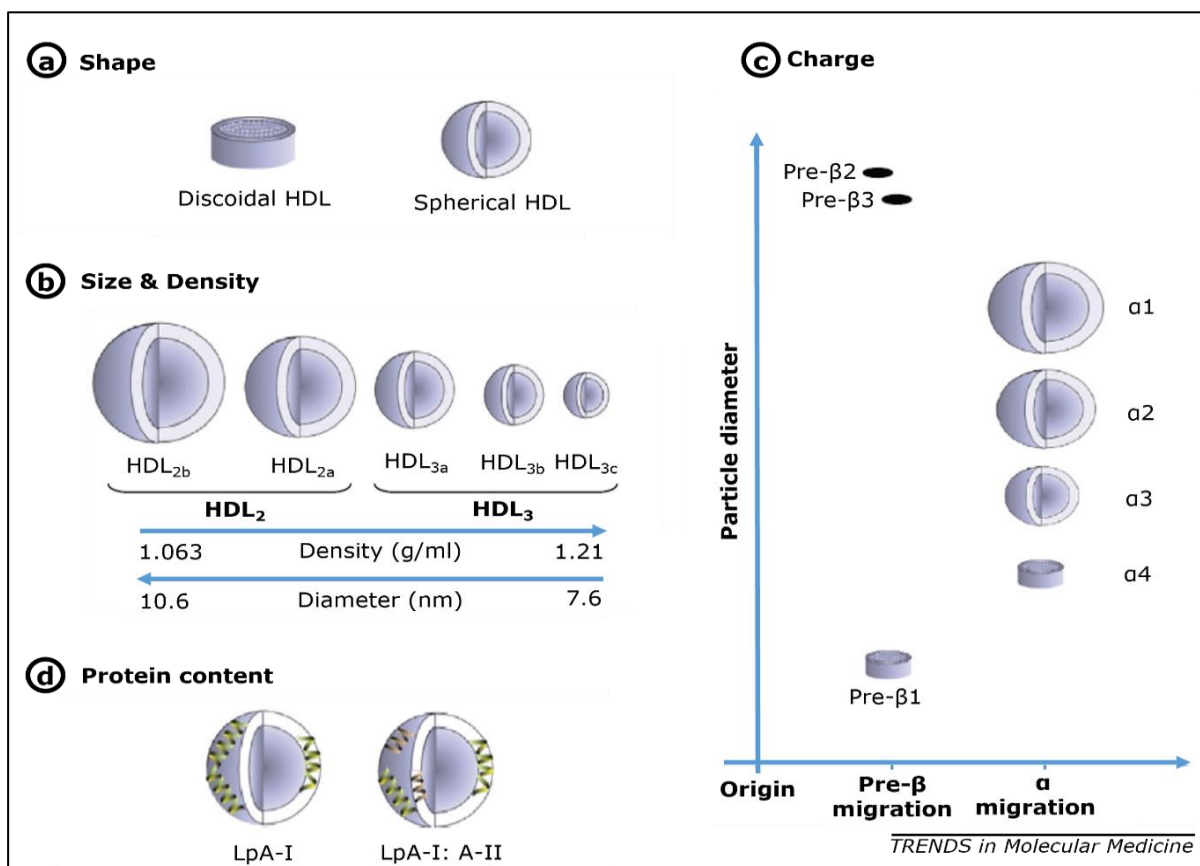 a Shape
Discoidal HDL
Spherical HDL
b Size & Density
HDL2b
HDL2a
HDL3a
HDL3b
HDL3c
HDL2
HDL3
1.063 Density (g/ml) 1.21
10.6 Diameter (nm) 7.6
d Protein content
LpA-I
LpA-I: A-II
c Charge
Particle diameter
Pre-β2
Pre-β3
α1
α2
α3
α4
Pre-β1
Origin
Pre-β
migration
α
migration
TRENDS in Molecular Medicine